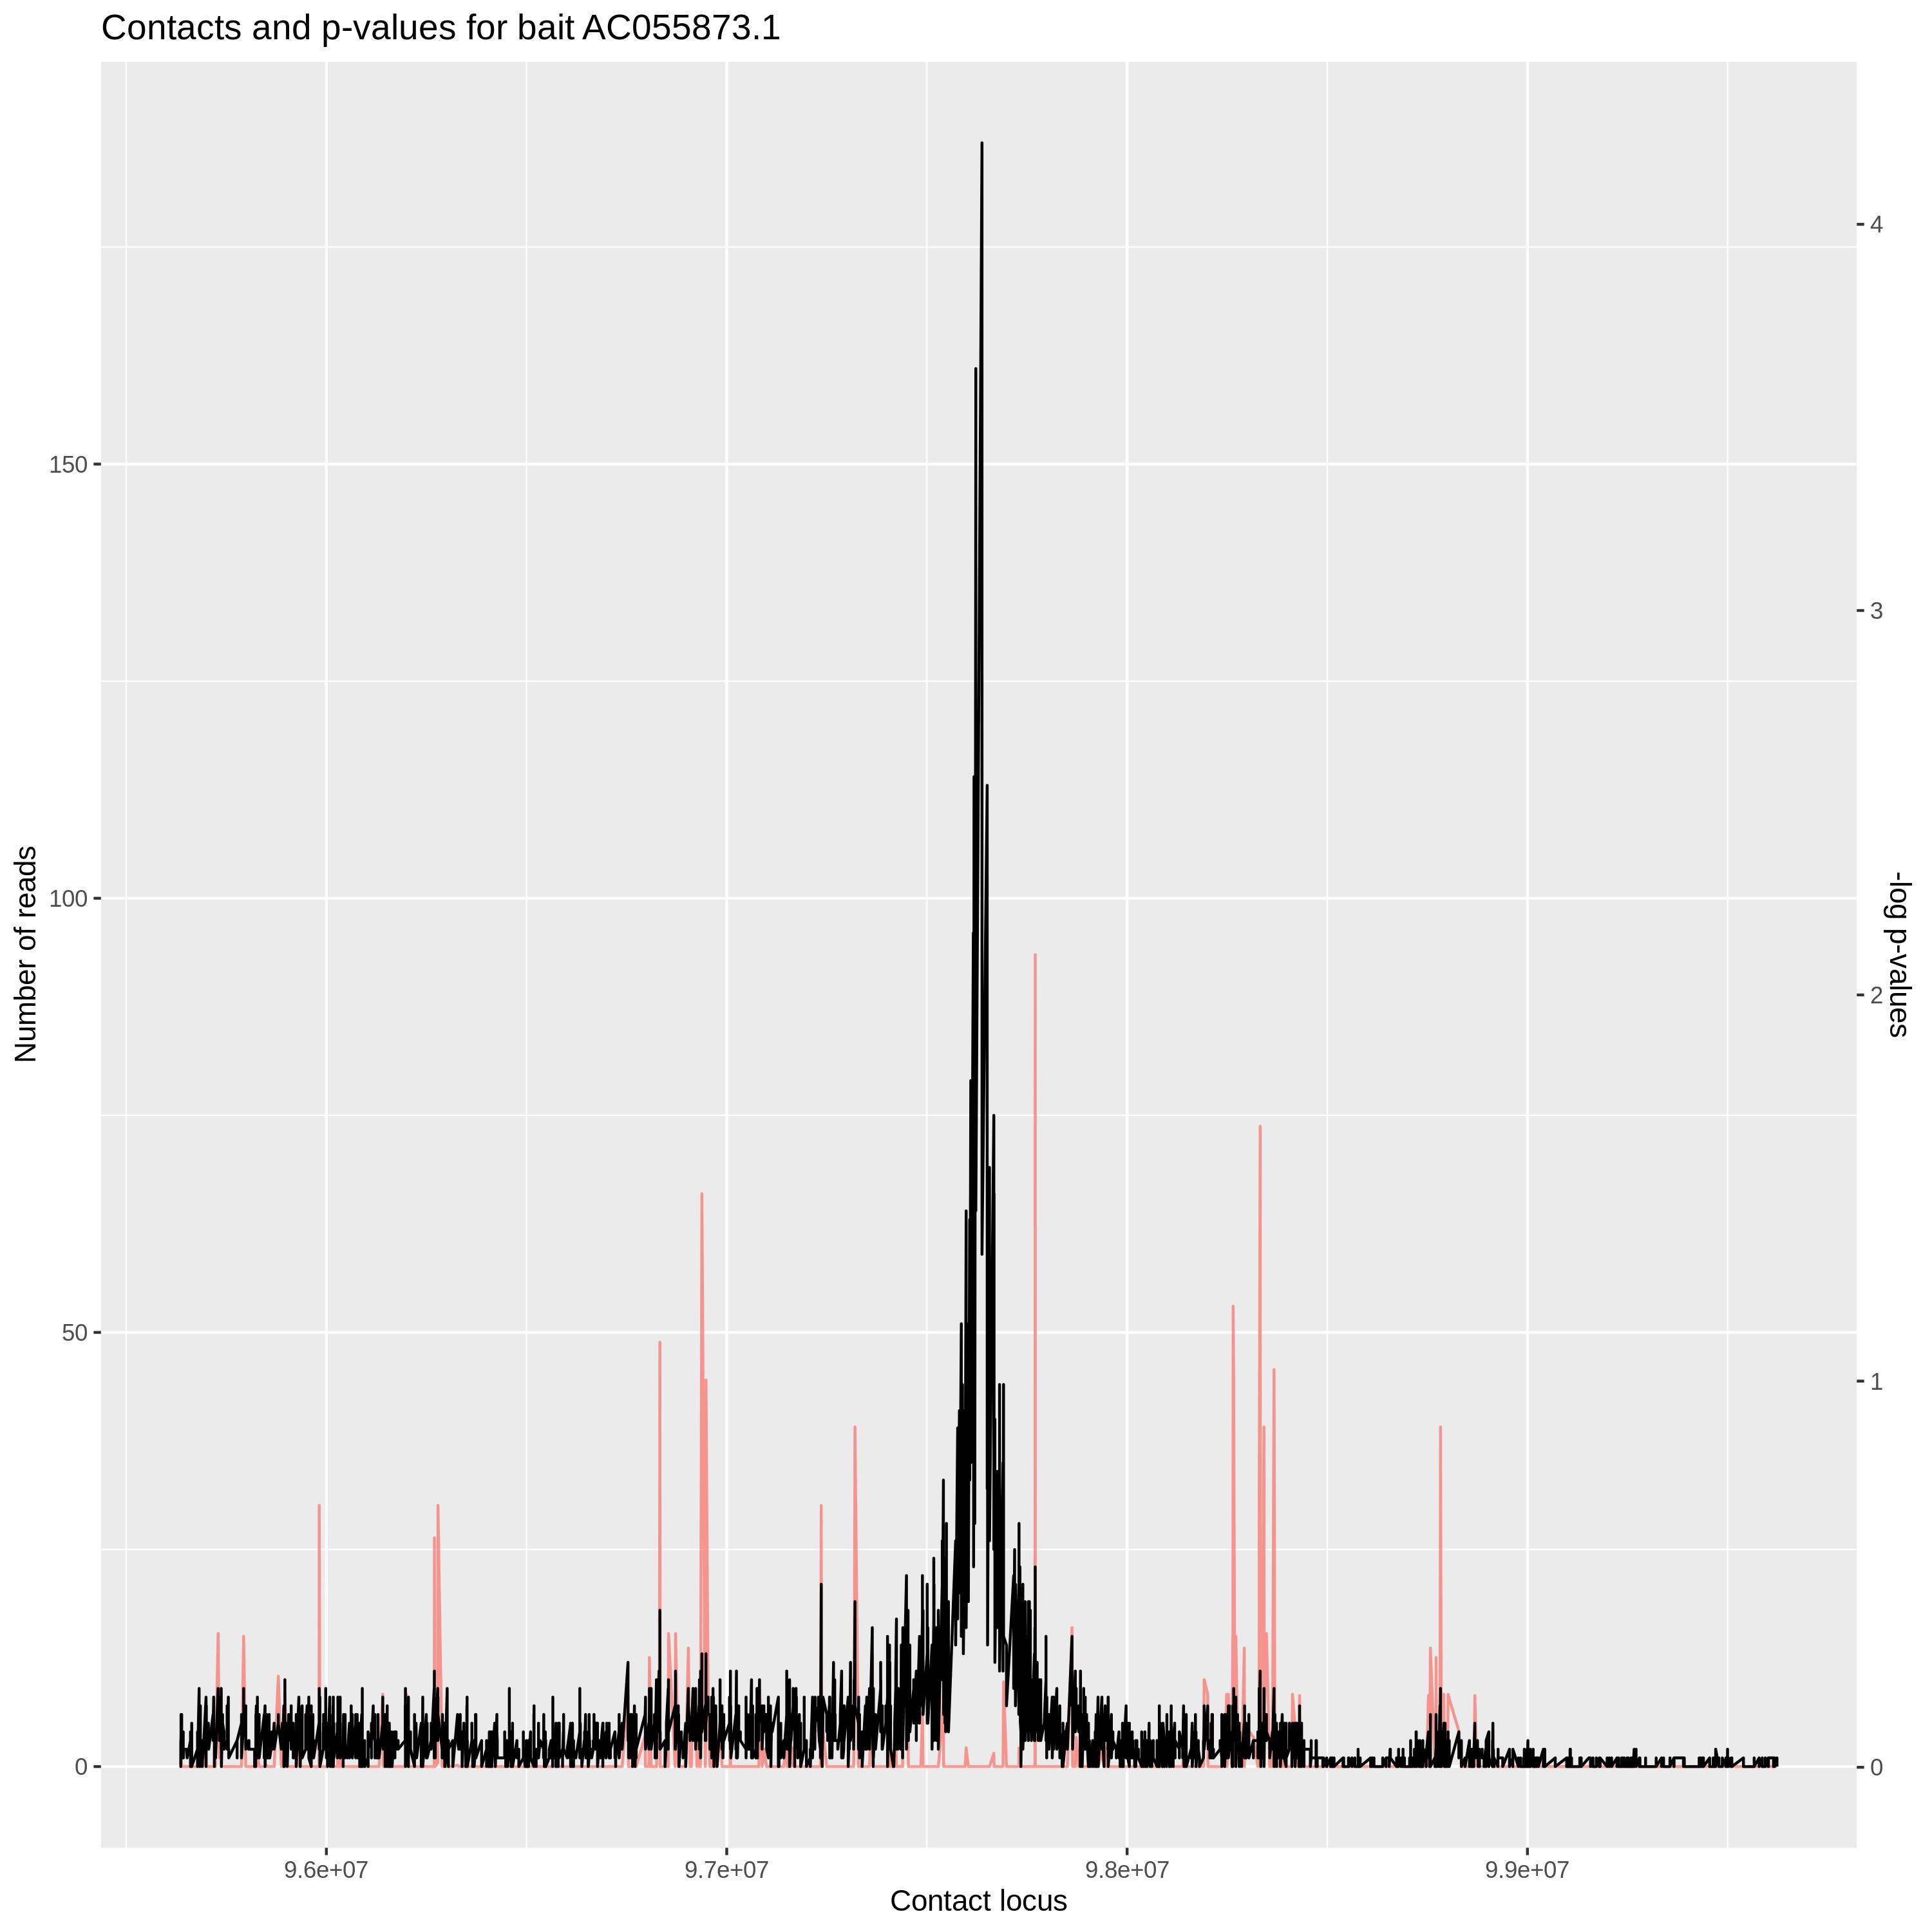 Contacts and p-values for bait AC055873.1
150
100
50
0
4
3
2
1
0
Number of reads
-log p-values
9.6e+07 9.7e+07 9.8e+07 9.9e+07
Contact locus